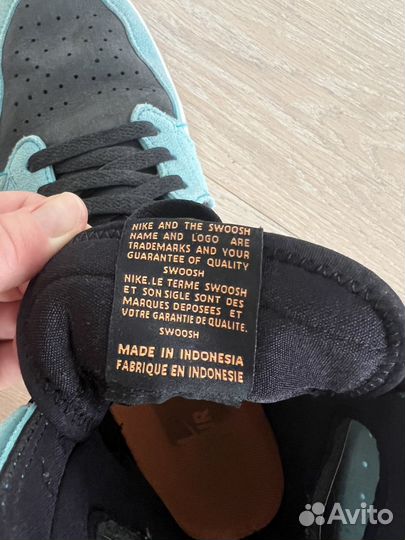 NIKE AND THE SWOOSH
NAME AND LOGO ARE
TRADEMARKS AND YOUR
GUARANTEE OF QUALITY
SWOOSH
NIKE.LE TERME SWOOSH
ET SON SIGLE SONT DES
MARQUES DEPOSEES ET
VOTRE GARANTIE DE QUALITE.
SWOOSH
MADE IN INDONESIA
FABRIQUE EN INDONESIE
Avito